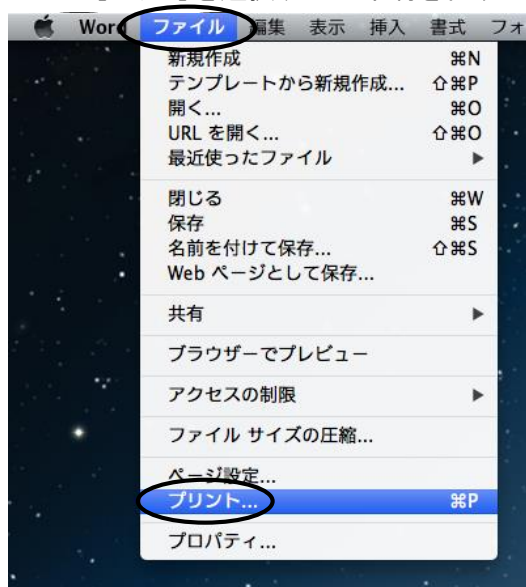 Word ファイル 編集 表示 挿入 書式
新規作成 ⌘N
テンプレートから新規作成... ⇧⌘P
開く... ⌘O
URL を開く... ⇧⌘O
最近使ったファイル ▶
閉じる ⌘W
保存 ⌘S
名前を付けて保存... ⇧⌘S
Web ページとして保存...
共有 ▶
ブラウザーでプレビュー
アクセスの制限 ▶
ファイル サイズの圧縮...
ページ設定...
プリント... ⌘P
プロパティ...